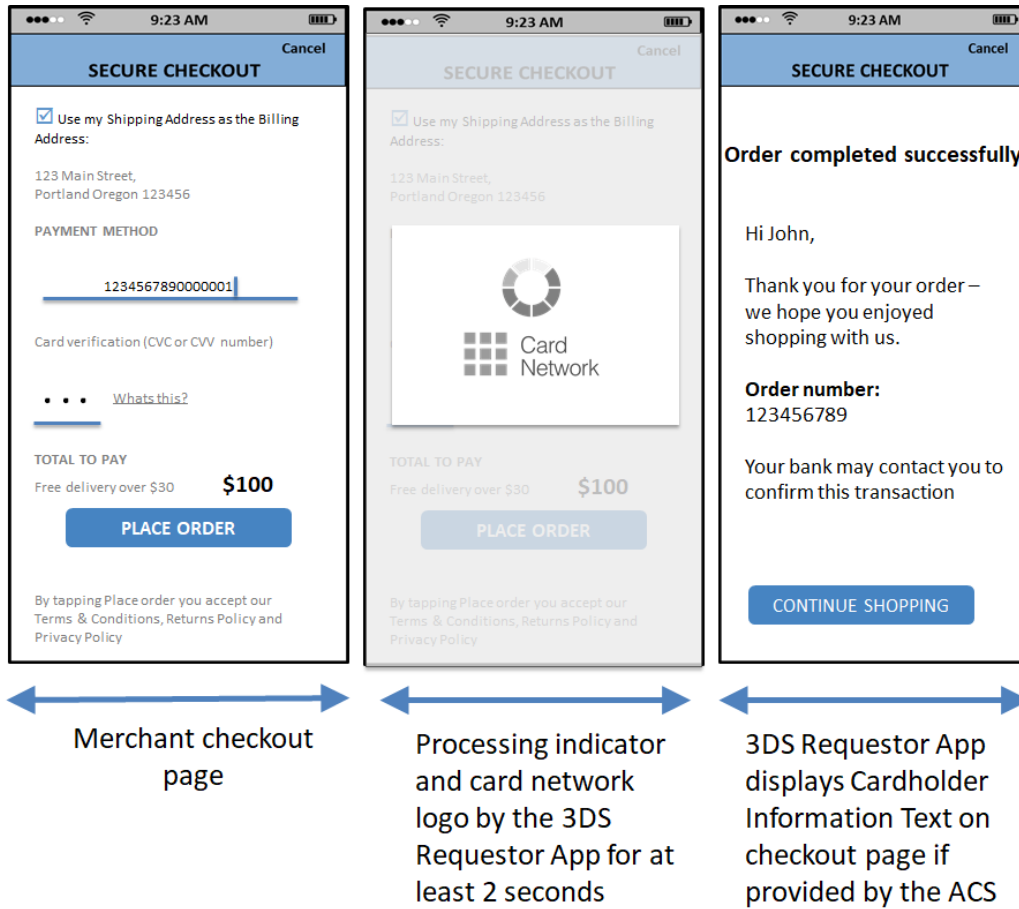 9:23 AM
Cancel
SECURE CHECKOUT
Use my Shipping Address as the Billing
Address:
123 Main Street,
Portland Oregon 123456
PAYMENT METHOD
1234567890000001
Card verification (CVC or CVV number)
• • • Whats this?
TOTAL TO PAY
Free delivery over $30 $100
PLACE ORDER
By tapping Place order you accept our
Terms & Conditions, Returns Policy and
Privacy Policy
Merchant checkout
page
9:23 AM
Cancel
SECURE CHECKOUT
Use my Shipping Address as the Billing
Address:
123 Main Street,
Portland Oregon 123456
Card
Network
TOTAL TO PAY
Free delivery over $30 $100
PLACE ORDER
By tapping Place order you accept our
Terms & Conditions, Returns Policy and
Privacy Policy
Processing indicator
and card network
logo by the 3DS
Requestor App for at
least 2 seconds
9:23 AM
Cancel
SECURE CHECKOUT
Order completed successfully
Hi John,
Thank you for your order –
we hope you enjoyed
shopping with us.
Order number:
123456789
Your bank may contact you to
confirm this transaction
CONTINUE SHOPPING
3DS Requestor App
displays Cardholder
Information Text on
checkout page if
provided by the ACS